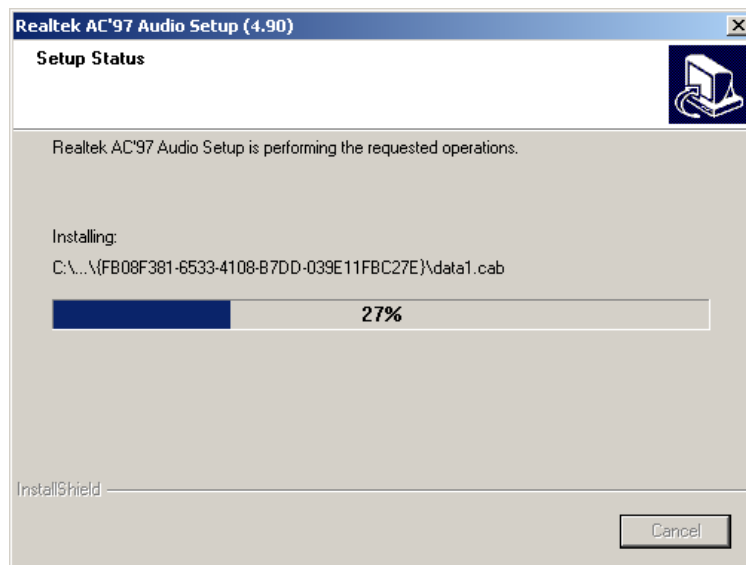 Realtek AC'97 Audio Setup (4.90)
Setup Status
Realtek AC'97 Audio Setup is performing the requested operations.
Installing:
C:\...\{FB08F381-6533-4108-B7DD-039E11FBC27E}\data1.cab
27%
InstallShield
Cancel